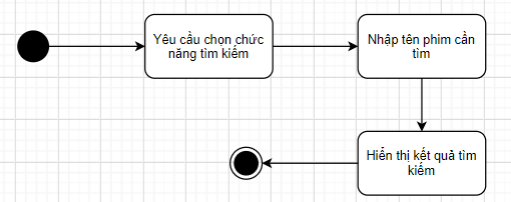 Yêu cầu chọn chức
năng tìm kiếm
Nhập tên phim cần
tìm
Hiển thị kết quả tìm
kiếm